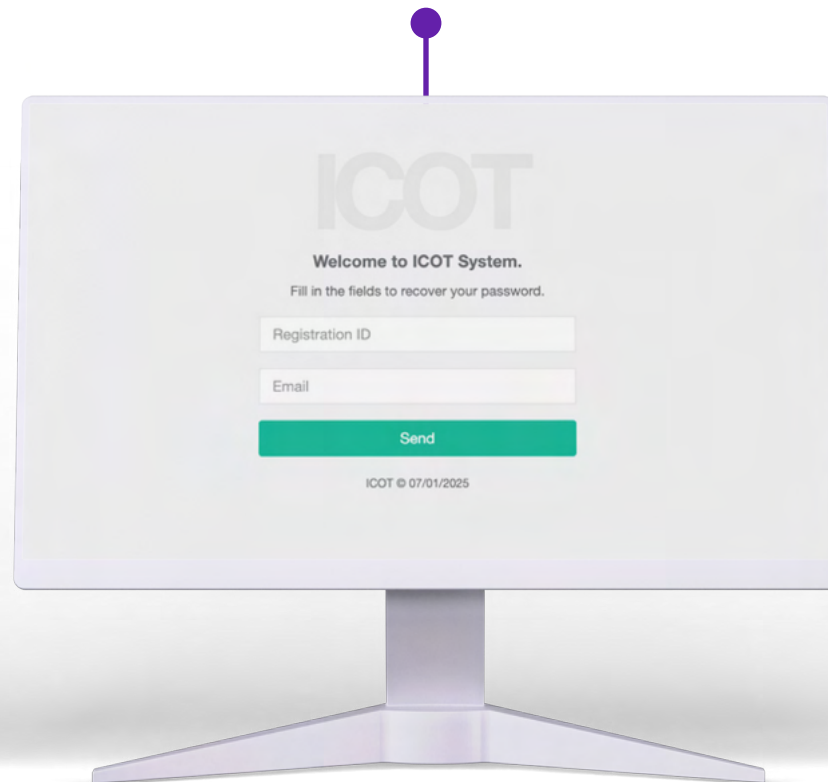 ICOT
Welcome to ICOT System.
Fill in the fields to recover your password.
Registration ID
Email
Send
ICOT © 07/01/2025